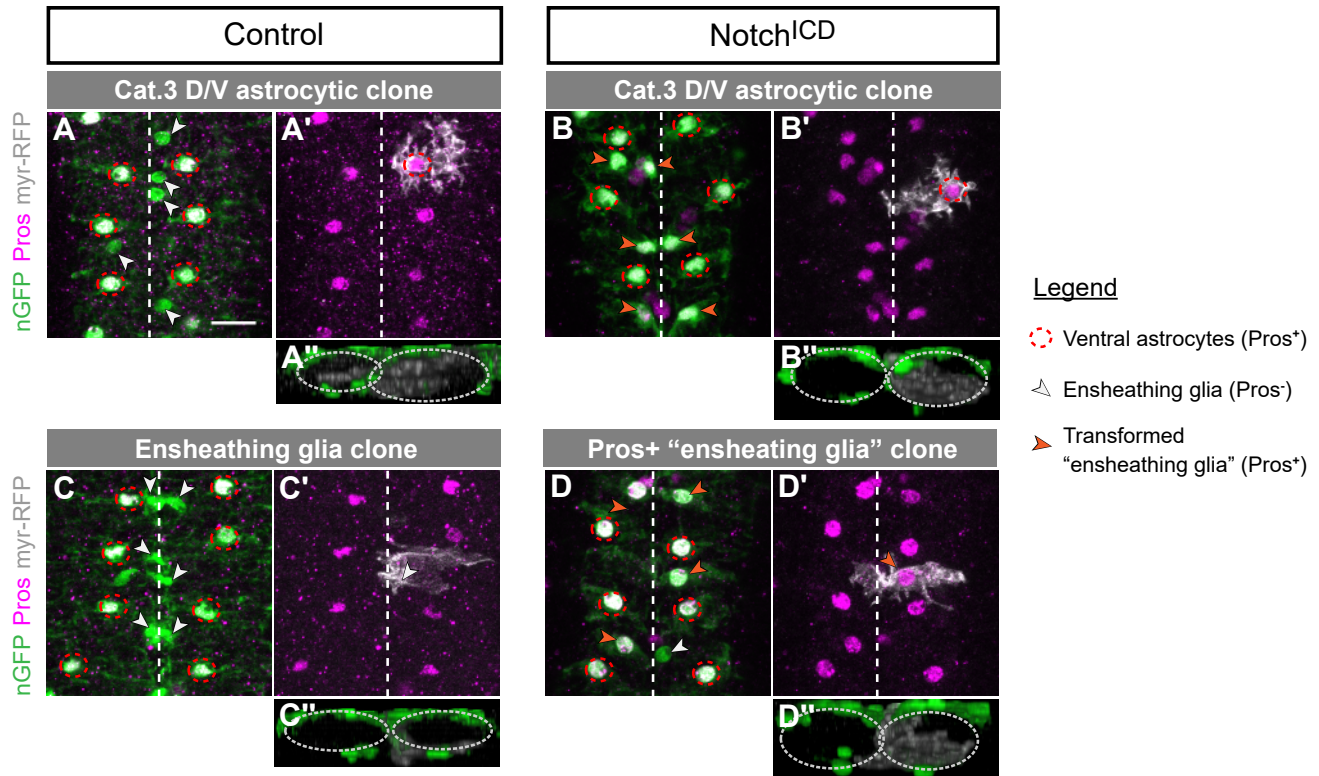 Control
Notch^ICD
Cat.3 D/V astrocytic clone
Cat.3 D/V astrocytic clone
nGFP Pros myr-RFP
A
A'
B
B'
A"
B"
Legend
Ventral astrocytes (Pros⁺)
Ensheathing glia (Pros⁻)
Transformed
"ensheathing glia" (Pros⁺)
Ensheathing glia clone
Pros+ "ensheating glia" clone
nGFP Pros myr-RFP
C
C'
D
D'
C"
D"